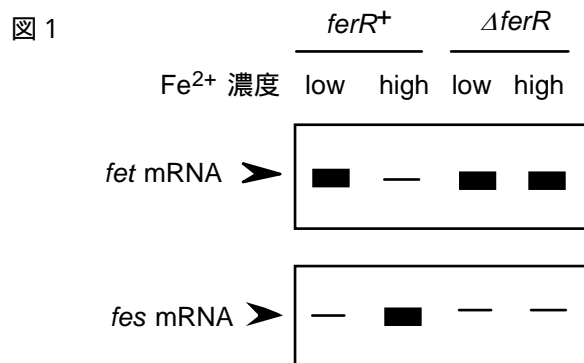 図 1
ferR+ ΔferR
Fe2+ 濃度 low high low high
fet mRNA
fes mRNA